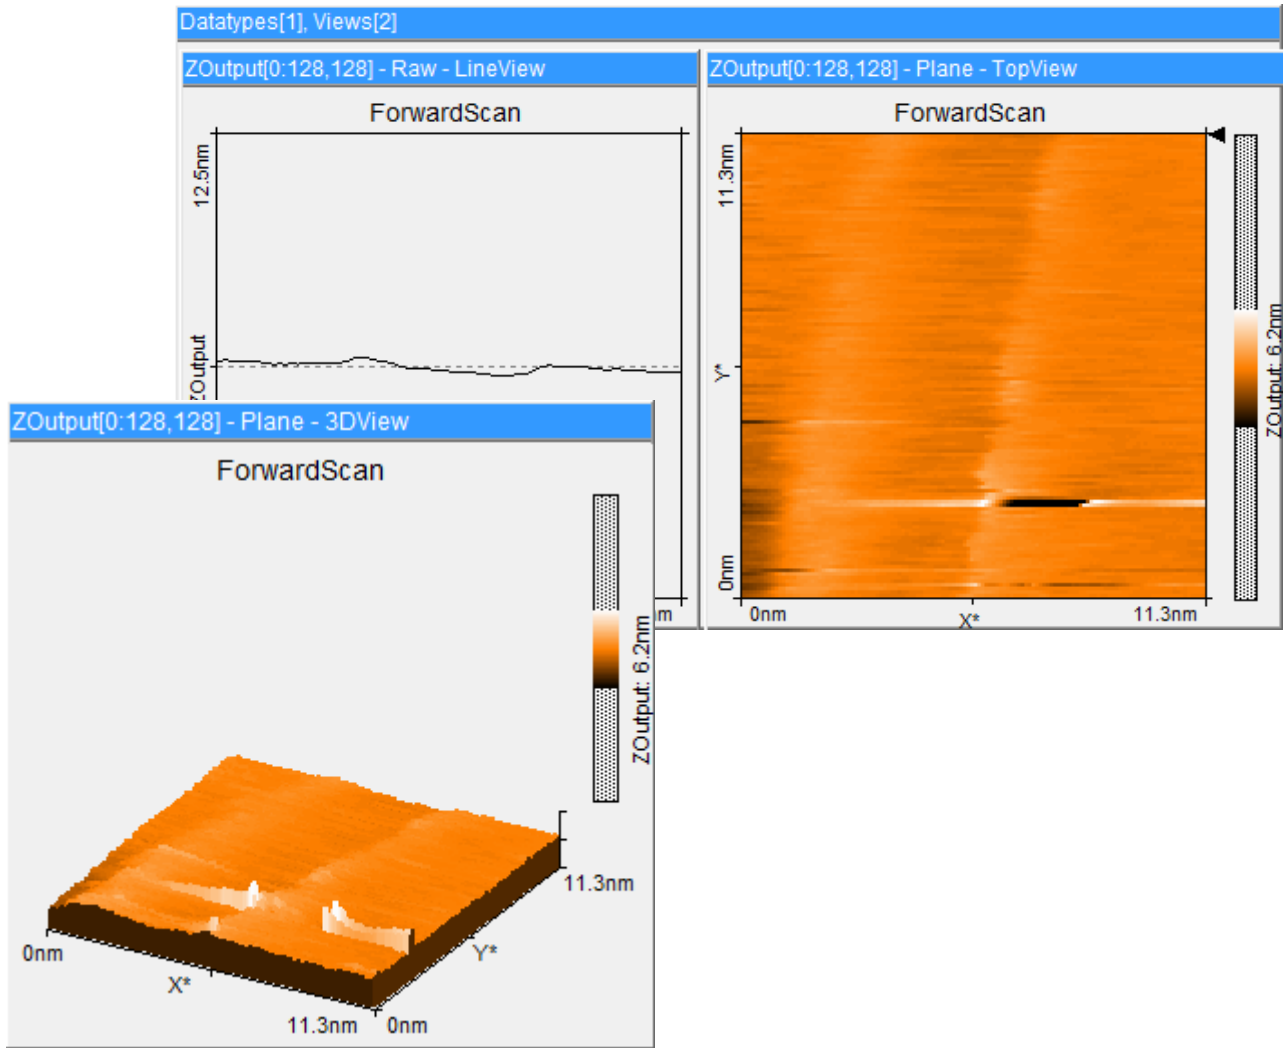 Datatypes[1], Views[2]
ZOutput[0:128,128] - Raw - LineView
ForwardScan
12.5nm
ZOutput
ZOutput[0:128,128] - Plane - TopView
ForwardScan
11.3nm
Y*
0nm
0nm
X*
11.3nm
ZOutput: 6.2nm
ZOutput[0:128,128] - Plane - 3DView
ForwardScan
ZOutput: 6.2nm
11.3nm
Y*
0nm
X*
11.3nm
0nm